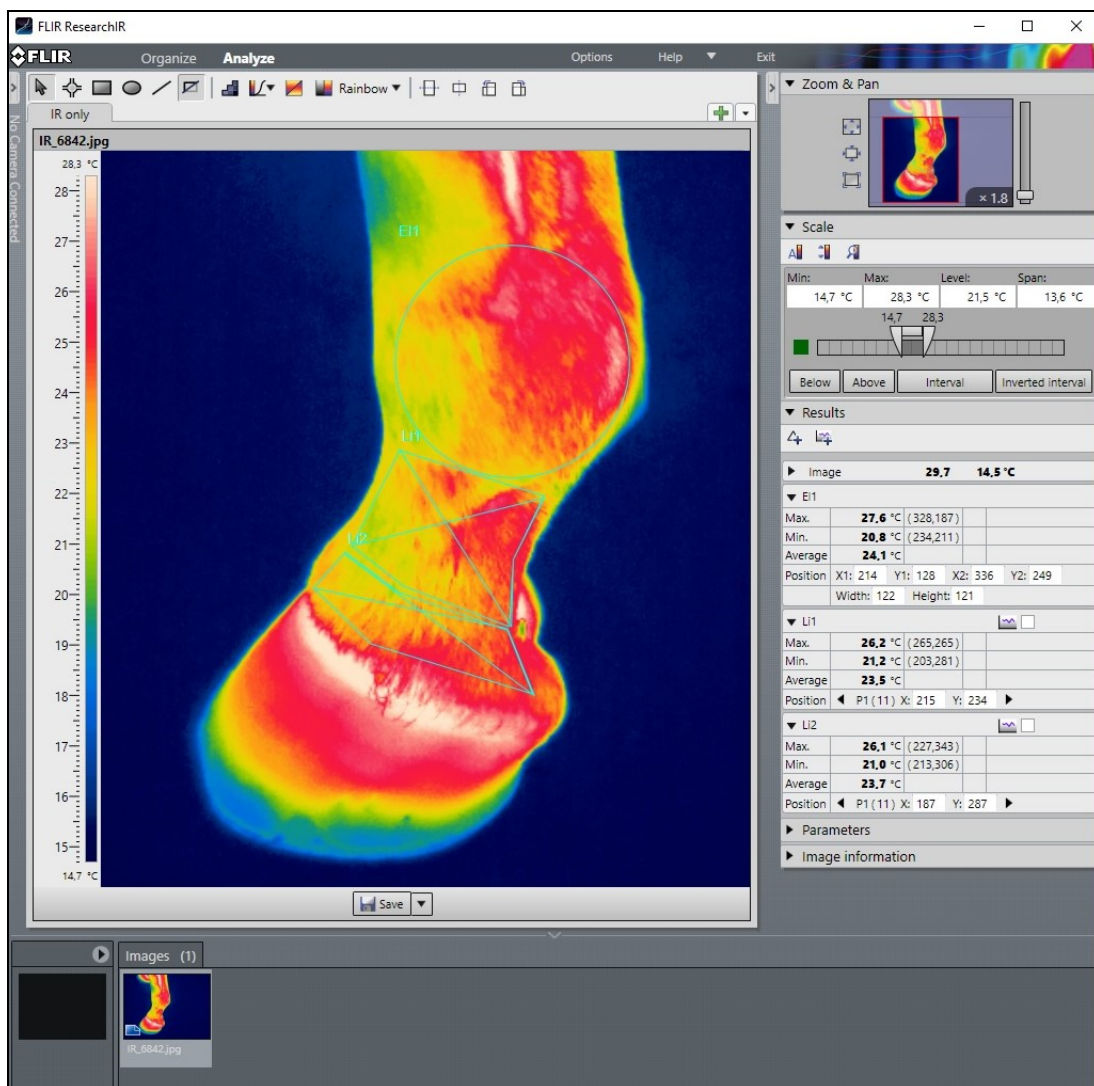 FLIR ResearchIR
FLIR Organize Analyze Options Help Exit
No Camera Connected
Rainbow
IR only
IR_6842.jpg
28,3 °C
28
27
26
25
24
23
22
21
20
19
18
17
16
15
14,7 °C
El1
Li1
Li2
Save
Zoom & Pan
× 1.8
Scale
A
Min: Max: Level: Span:
14,7 °C 28,3 °C 21,5 °C 13,6 °C
14,7 28,3
Below Above Interval Inverted interval
Results
Image 29,7 14,5 °C
El1
Max. 27,6 °C (328,187)
Min. 20,8 °C (234,211)
Average 24,1 °C
Position X1: 214 Y1: 128 X2: 336 Y2: 249
Width: 122 Height: 121
Li1
Max. 26,2 °C (265,265)
Min. 21,2 °C (203,281)
Average 23,5 °C
Position P1 (11) X: 215 Y: 234
Li2
Max. 26,1 °C (227,343)
Min. 21,0 °C (213,306)
Average 23,7 °C
Position P1 (11) X: 187 Y: 287
Parameters
Image information
Images (1)
IR_6842.jpg